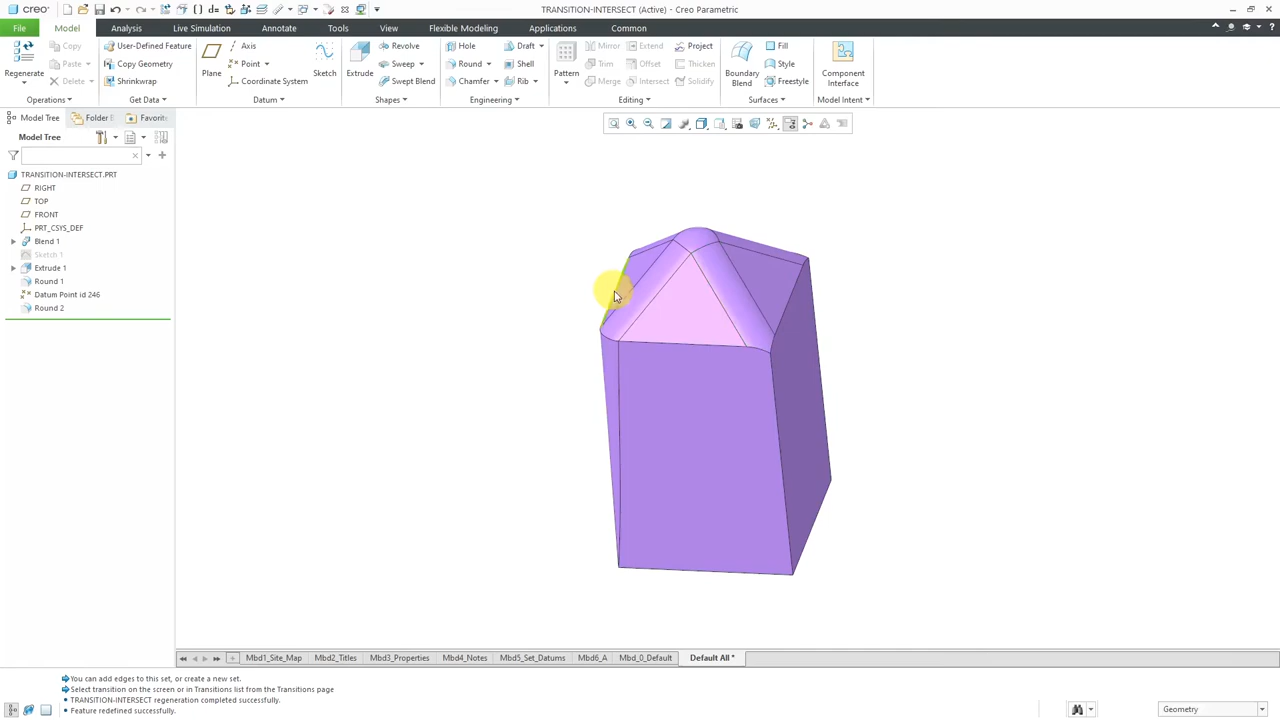 creo
TRANSITION-INTERSECT (Active) - Creo Parametric
File Model Analysis Annotate Live Simulation Tools View Flexible Modeling Applications Common
Regenerate
Copy
Paste
Delete
Operations
User-Defined Feature
Copy Geometry
Shrinkwrap
Get Data
Plane
Axis
Point
Coordinate System
Sketch
Datum
Extrude
Revolve
Sweep
Swept Blend
Shapes
Hole
Round
Chamfer
Draft
Shell
Rib
Engineering
Pattern
Mirror
Trim
Merge
Extend
Offset
Intersect
Project
Thicken
Solidify
Editing
Boundary
Blend
Fill
Style
Freestyle
Surfaces
Component
Interface
Model Intent
Model Tree
Folder B
Favorite
Model Tree
TRANSITION-INTERSECT.PRT
RIGHT
TOP
FRONT
PRT_CSYS_DEF
Blend 1
Sketch 1
Extrude 1
Round 1
Datum Point id 246
Round 2
Mbd1_Site_Map Mbd2_Titles Mbd3_Properties Mbd4_Notes Mbd5_Set_Datums Mbd6_A Mbd_0_Default Default All *
You can add edges to this set, or create a new set.
Select transition on the screen or in Transitions list from the Transitions page
• TRANSITION-INTERSECT regeneration completed successfully.
• Feature redefined successfully.
Geometry